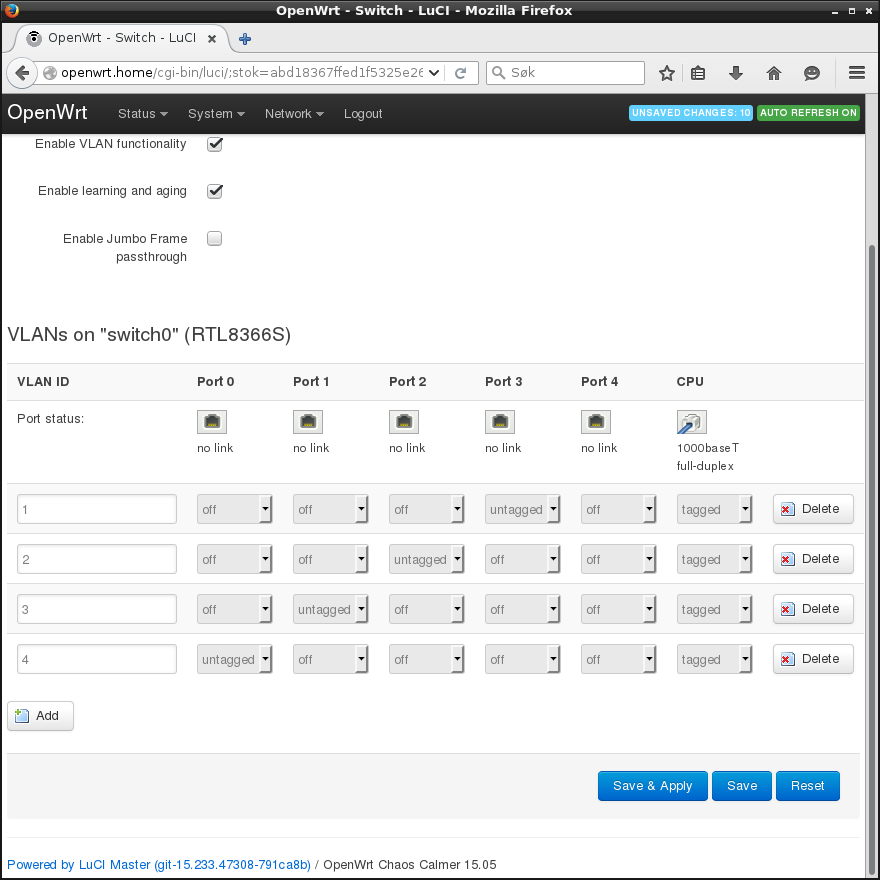 OpenWrt - Switch - LuCI - Mozilla Firefox
OpenWrt - Switch - LuCI
openwrt.home/cgi-bin/luci/;stok=abd18367ffed1f5325e26
Søk
OpenWrt Status System Network Logout UNSAVED CHANGES: 10 AUTO REFRESH ON
Enable VLAN functionality
Enable learning and aging
Enable Jumbo Frame
passthrough
VLANs on "switch0" (RTL8366S)
VLAN ID Port 0 Port 1 Port 2 Port 3 Port 4 CPU
Port status:
no link no link no link no link no link 1000baseT
full-duplex
1 off off off untagged off tagged Delete
2 off off untagged off off tagged Delete
3 off untagged off off off tagged Delete
4 untagged off off off off tagged Delete
Add
Save & Apply Save Reset
Powered by LuCI Master (git-15.233.47308-791ca8b) / OpenWrt Chaos Calmer 15.05